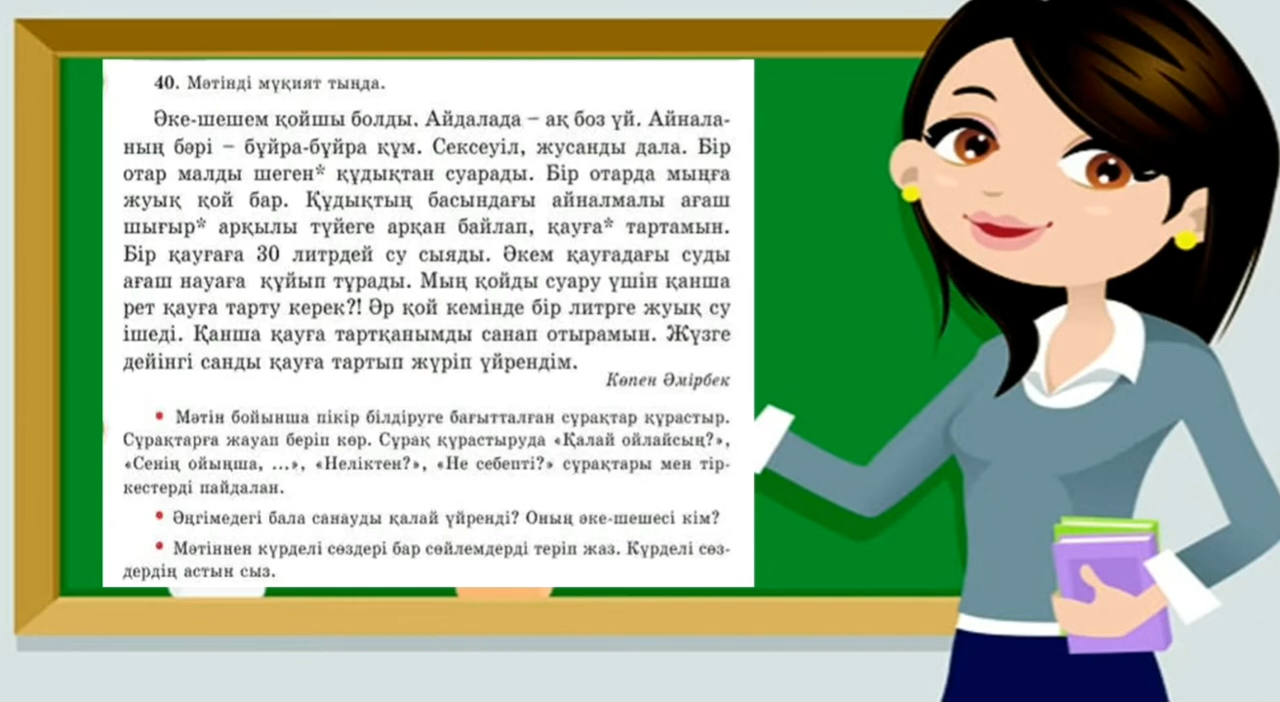 40. Мәтінді мұқият тыңда.
Әке-шешем қойшы болды. Айдалада – ақ боз үй. Айнала-
ның бәрі – бұйра-бұйра құм. Сексеуіл, жусанды дала. Бір
отар малды шеген* құдықтан суарады. Бір отарда мыңға
жуық қой бар. Құдықтың басындағы айналмалы ағаш
шығыр* арқылы түйеге арқан байлап, қауға* тартамын.
Бір қауғаға 30 литрдей су сыяды. Әкем қауғадағы суды
ағаш науаға құйып тұрады. Мың қойды суару үшін қанша
рет қауға тарту керек?! Әр қой кемінде бір литрге жуық су
ішеді. Қанша қауға тартқанымды санап отырамын. Жүзге
дейінгі санды қауға тартып жүріп үйрендім.
Көпен Әмірбек
• Мәтін бойынша пікір білдіруге бағытталған сұрақтар құрастыр.
Сұрақтарға жауап беріп көр. Сұрақ құрастыруда «Қалай ойлайсың?»,
«Сенің ойыңша, ...», «Неліктен?», «Не себепті?» сұрақтары мен тір-
кестерді пайдалан.
• Әңгімедегі бала санауды қалай үйренді? Оның әке-шешесі кім?
• Мәтіннен күрделі сөздері бар сөйлемдерді теріп жаз. Күрделі сөз-
дердің астын сыз.